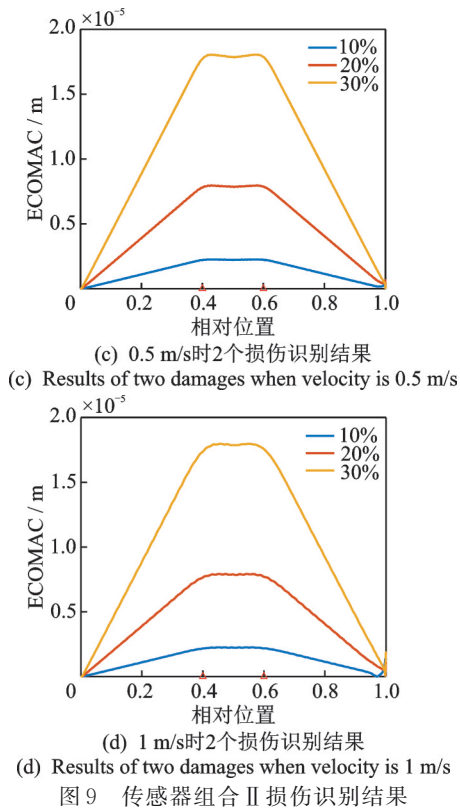 ×10⁻⁵
2.0
10%
20%
30%
1.5
1.0
0.5
ECOMAC / m
0 0.2 0.4 0.6 0.8 1.0
相对位置
(c) 0.5 m/s时2个损伤识别结果
(c) Results of two damages when velocity is 0.5 m/s
×10⁻⁵
2.0
10%
20%
30%
1.5
1.0
0.5
ECOMAC / m
0 0.2 0.4 0.6 0.8 1.0
相对位置
(d) 1 m/s时2个损伤识别结果
(d) Results of two damages when velocity is 1 m/s
图9 传感器组合Ⅱ损伤识别结果